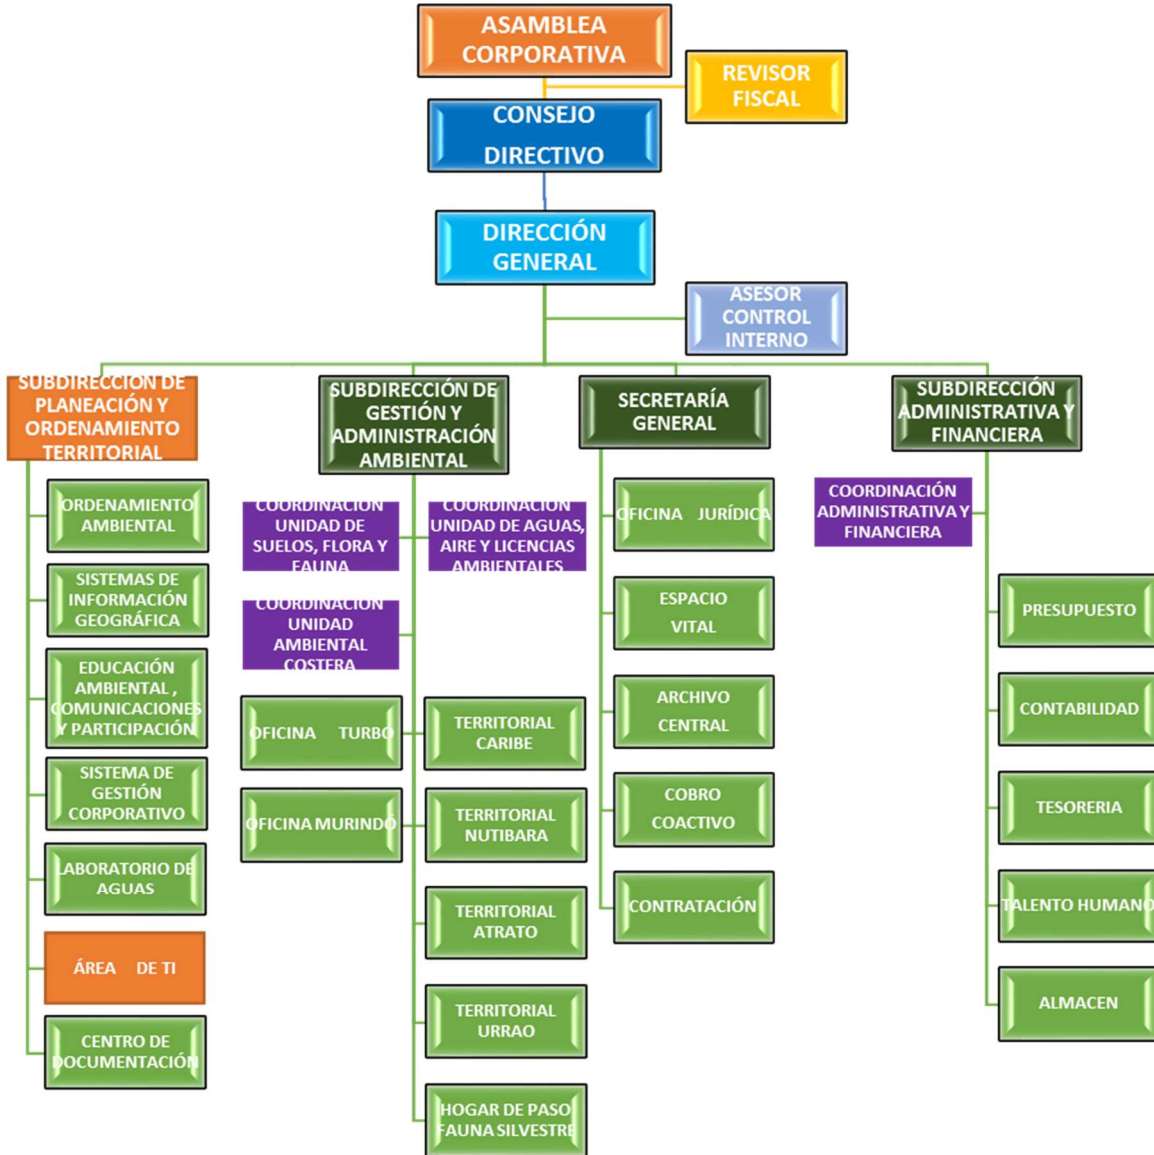 ASAMBLEA
CORPORATIVA
REVISOR
FISCAL
CONSEJO
DIRECTIVO
DIRECCIÓN
GENERAL
ASESOR
CONTROL
INTERNO
SUBDIRECCIÓN DE
PLANEACIÓN Y
ORDENAMIENTO
TERRITORIAL
ORDENAMIENTO
AMBIENTAL
SISTEMAS DE
INFORMACIÓN
GEOGRÁFICA
EDUCACIÓN
AMBIENTAL ,
COMUNICACIONES
Y PARTICIPACIÓN
SISTEMA DE
GESTIÓN
CORPORATIVO
LABORATORIO DE
AGUAS
ÁREA DE TI
CENTRO DE
DOCUMENTACIÓN
SUBDIRECCIÓN DE
GESTIÓN Y
ADMINISTRACIÓN
AMBIENTAL
COORDINACIÓN
UNIDAD DE
SUELOS, FLORA Y
FAUNA
COORDINACIÓN
UNIDAD DE AGUAS,
AIRE Y LICENCIAS
AMBIENTALES
COORDINACIÓN
UNIDAD
AMBIENTAL
COSTERA
OFICINA TURBO
TERRITORIAL
CARIBE
OFICINA MURINDÓ
TERRITORIAL
NUTIBARA
TERRITORIAL
ATRATO
TERRITORIAL
URRAO
HOGAR DE PASO
FAUNA SILVESTRE
SECRETARÍA
GENERAL
OFICINA JURÍDICA
ESPACIO
VITAL
ARCHIVO
CENTRAL
COBRO
COACTIVO
CONTRATACIÓN
SUBDIRECCIÓN
ADMINISTRATIVA Y
FINANCIERA
COORDINACIÓN
ADMINISTRATIVA Y
FINANCIERA
PRESUPUESTO
CONTABILIDAD
TESORERIA
TALENTO HUMANO
ALMACEN